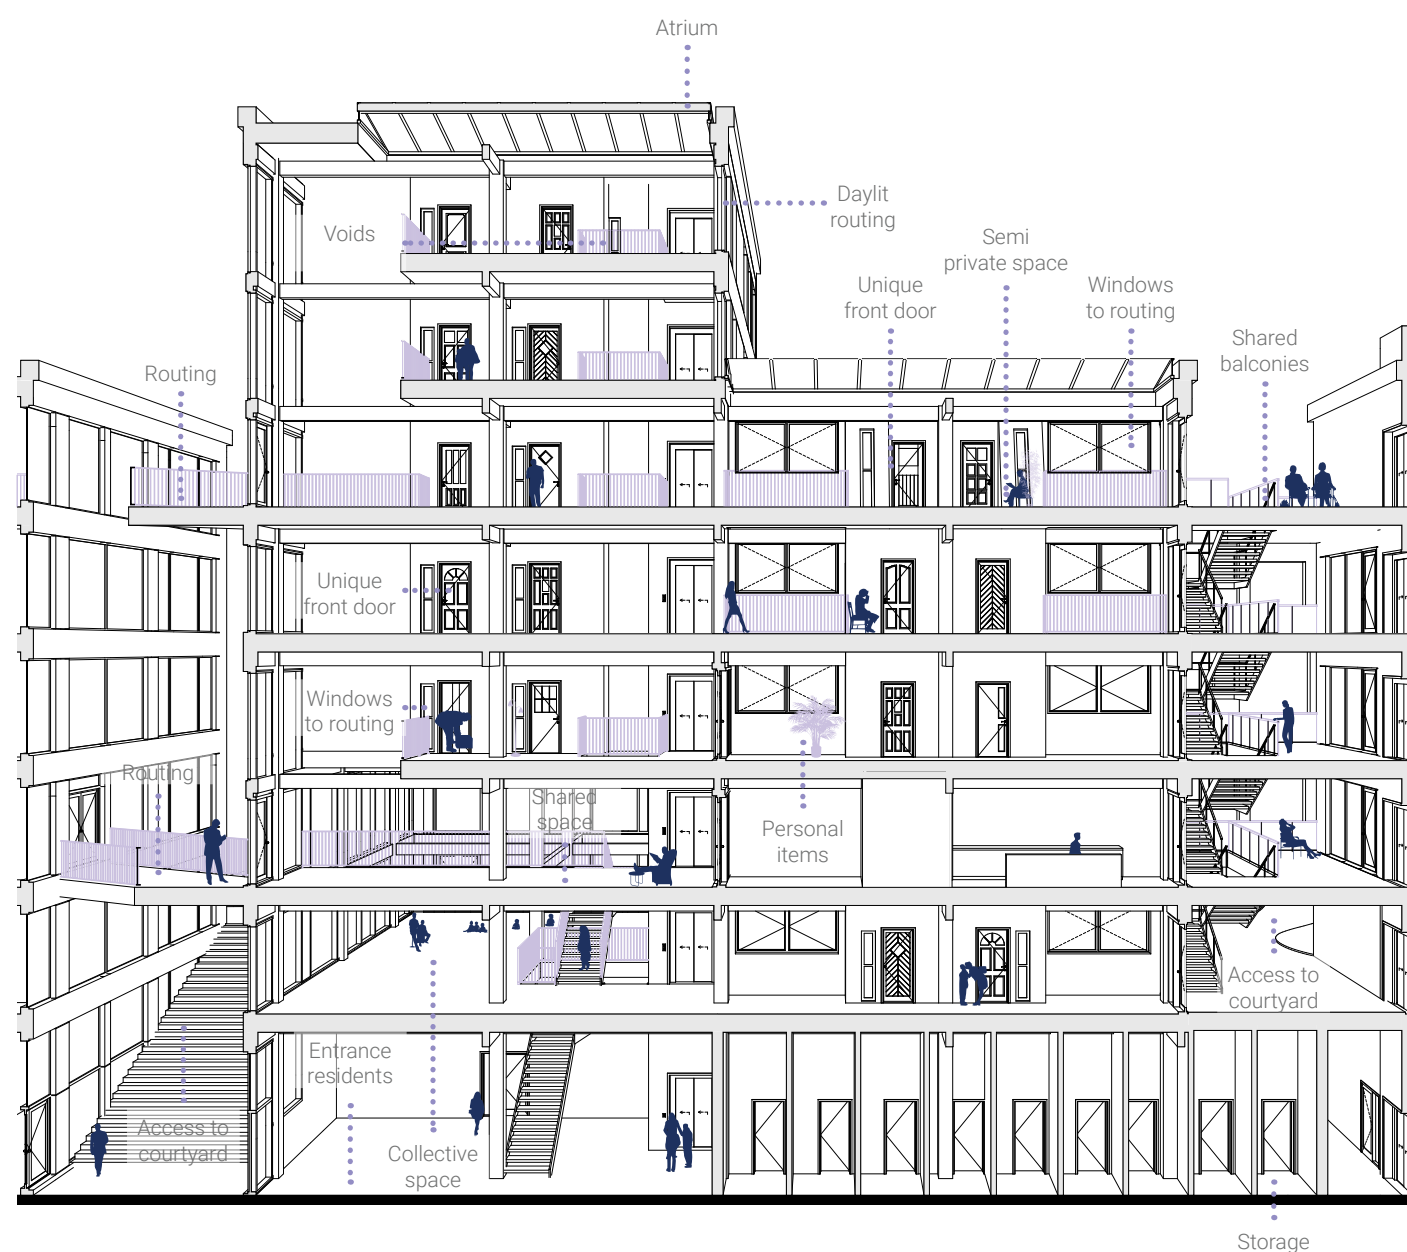 Atrium
Daylit
routing
Voids
Semi
private space
Unique
front door
Windows
to routing
Shared
balconies
Routing
Unique
front door
Windows
to routing
Routing
Shared
space
Personal
items
Access to
courtyard
Entrance
residents
Access to
courtyard
Collective
space
Storage